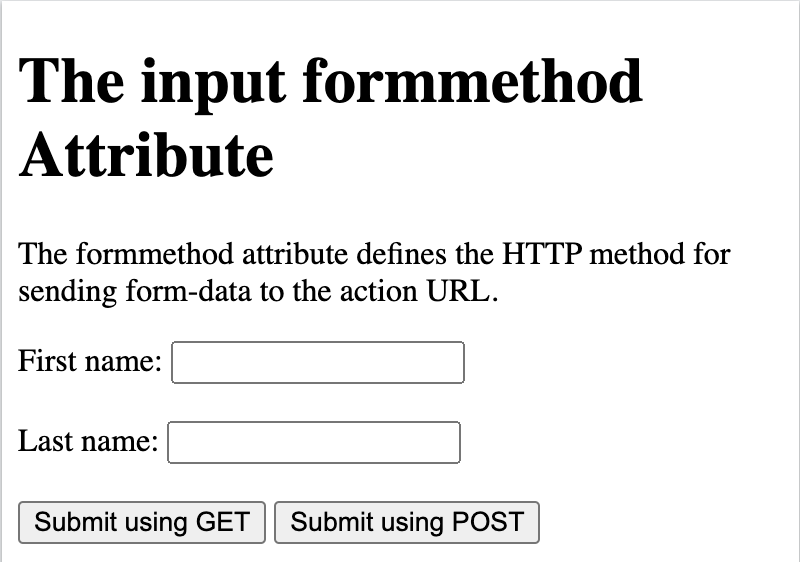 The input formmethod
Attribute
The formmethod attribute defines the HTTP method for
sending form-data to the action URL.
First name:
Last name:
Submit using GET Submit using POST